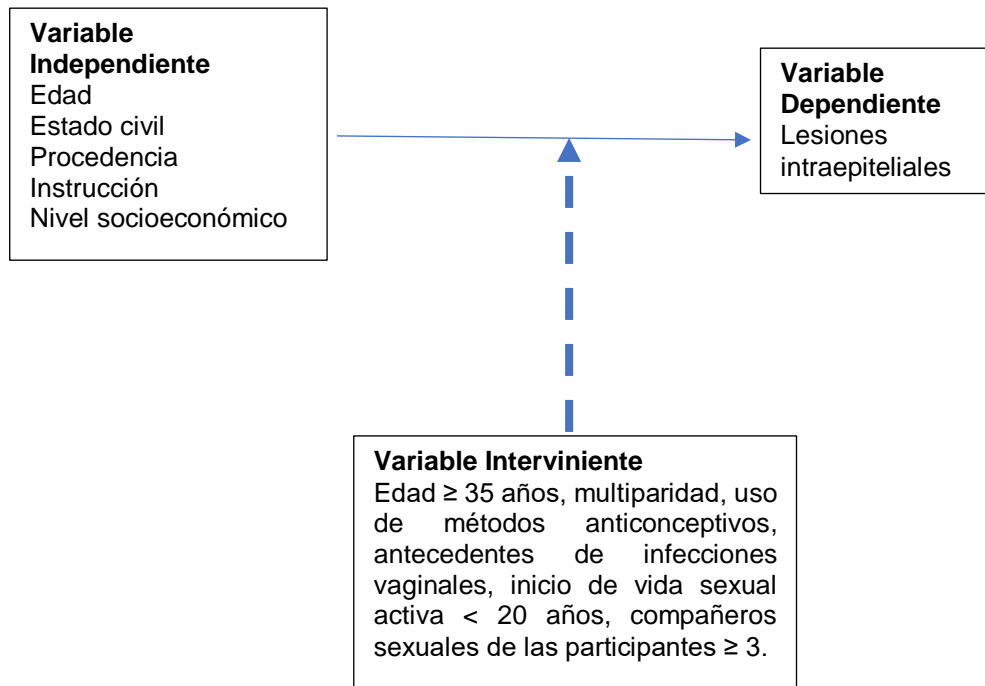 Variable
Independiente
Edad
Estado civil
Procedencia
Instrucción
Nivel socioeconómico
Variable
Dependiente
Lesiones
intraepiteliales
Variable Interviniente
Edad ≥ 35 años, multiparidad, uso
de métodos anticonceptivos,
antecedentes de infecciones
vaginales, inicio de vida sexual
activa < 20 años, compañeros
sexuales de las participantes ≥ 3.